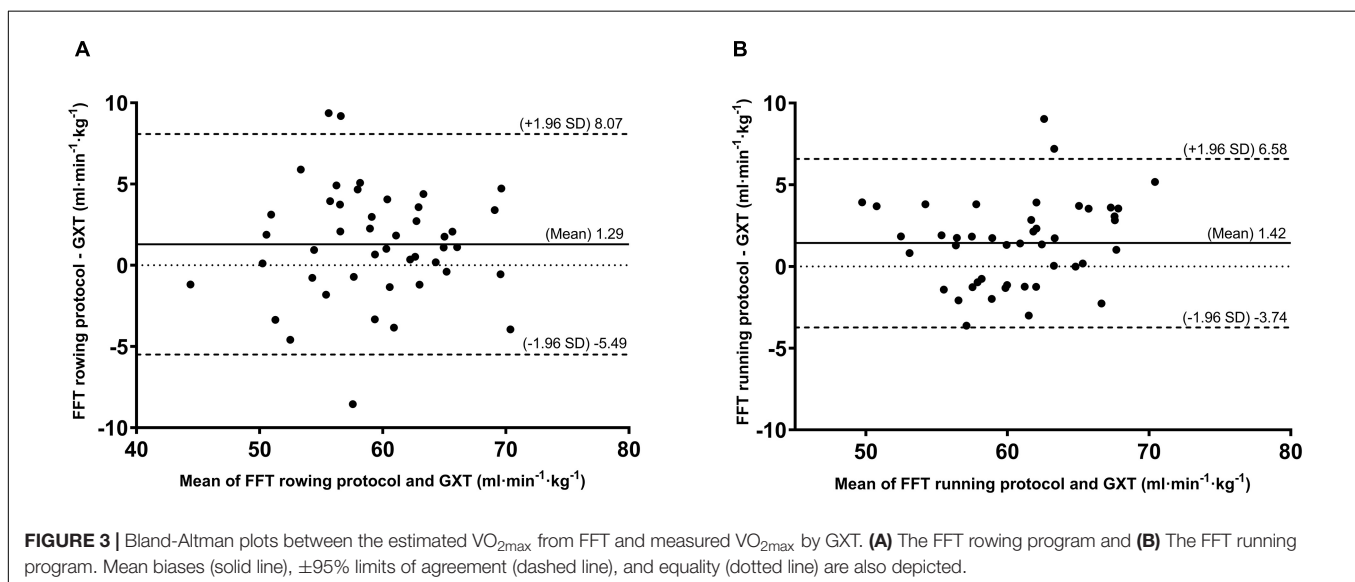 A
FFT rowing protocol - GXT (ml·min-1·kg-1)
10
5
0
-5
-10
(+1.96 SD) 8.07
(Mean) 1.29
(-1.96 SD) -5.49
40 50 60 70 80
Mean of FFT rowing protocol and GXT (ml·min-1·kg-1)
B
FFT running protocol - GXT (ml·min-1·kg-1)
10
5
0
-5
-10
(+1.96 SD) 6.58
(Mean) 1.42
(-1.96 SD) -3.74
50 60 70 80
Mean of FFT running protocol and GXT (ml·min-1·kg-1)
FIGURE 3 | Bland-Altman plots between the estimated VO2max from FFT and measured VO2max by GXT. (A) The FFT rowing program and (B) The FFT running
program. Mean biases (solid line), ±95% limits of agreement (dashed line), and equality (dotted line) are also depicted.